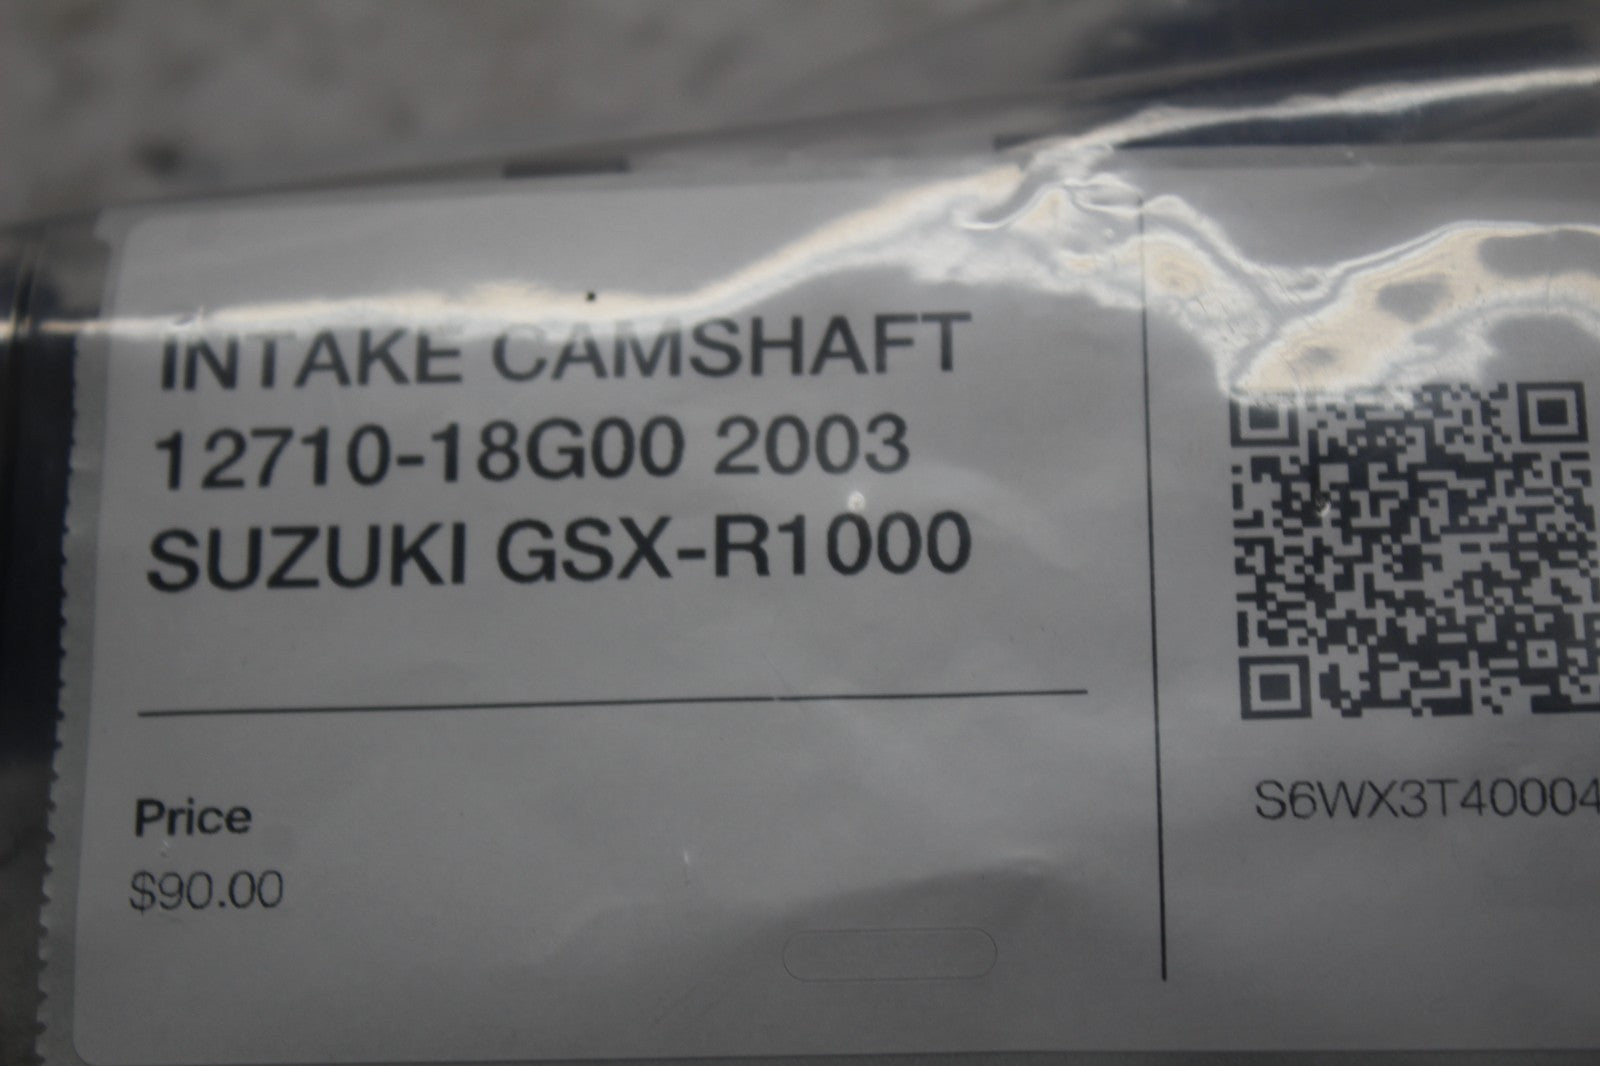 INTAKE CAMSHAFT
12710-18G00 2003
SUZUKI GSX-R1000
Price
$90.00
S6WX3T40004